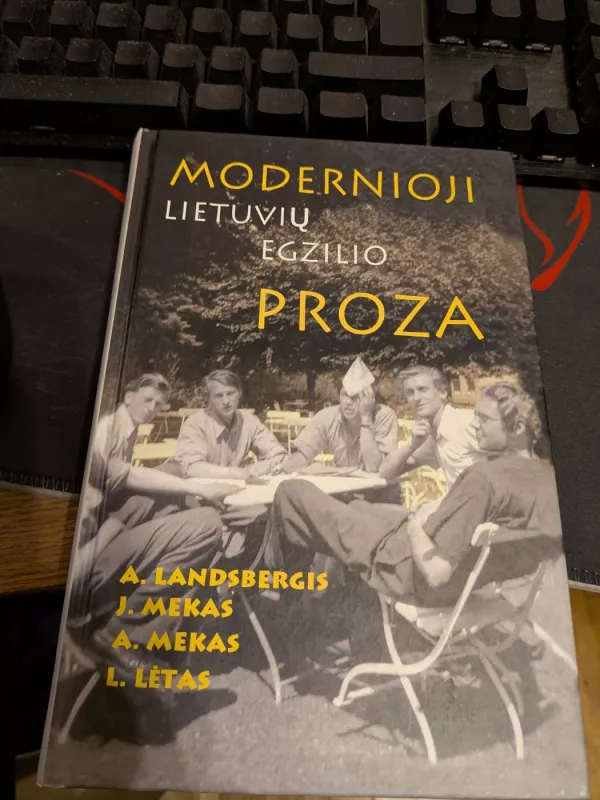 MODERNIOJI
LIETUVIŲ
EGZILIO
PROZA
A. LANDSBERGIS
J. MEKAS
A. MEKAS
L. LĖTAS